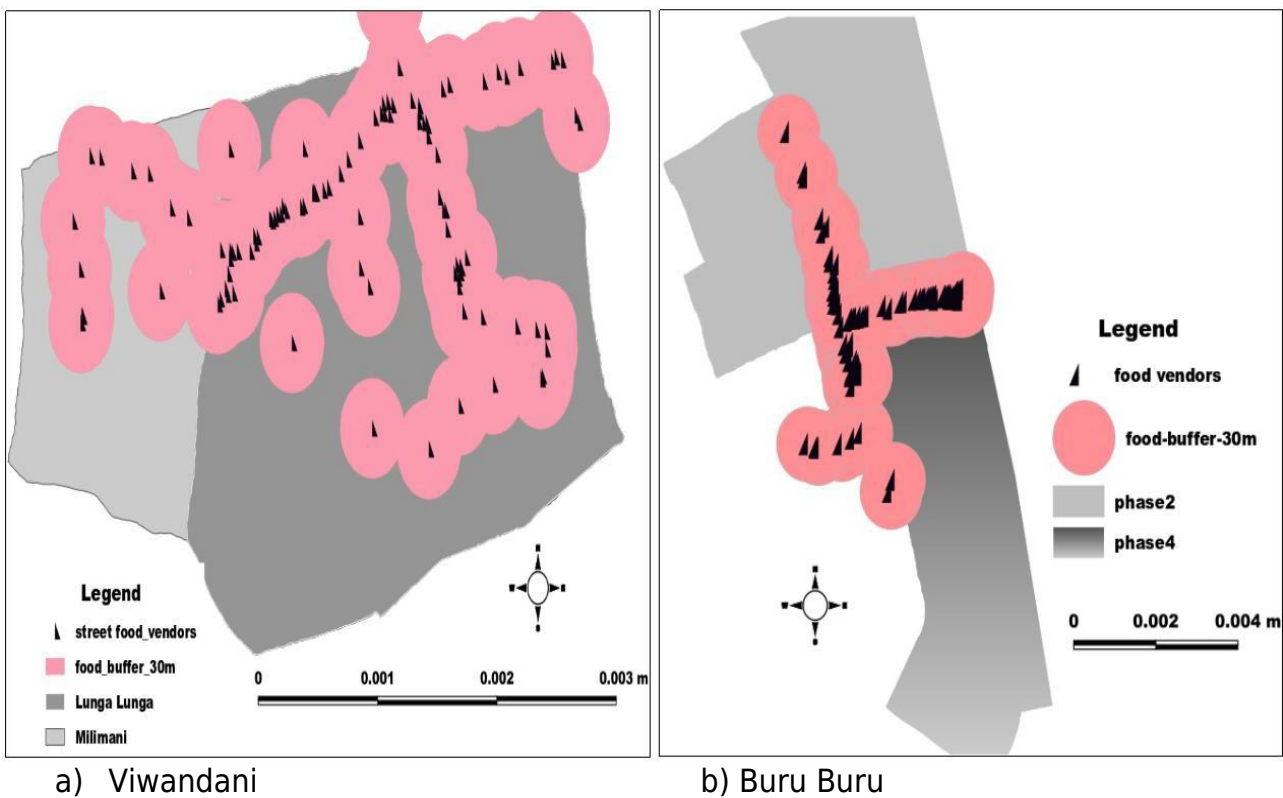 Legend
street food_vendors
food_buffer_30m
Lunga Lunga
Milimani
0 0.001 0.002 0.003 m
Legend
food vendors
food-buffer-30m
phase2
phase4
0 0.002 0.004 m
a) Viwandani
b) Buru Buru